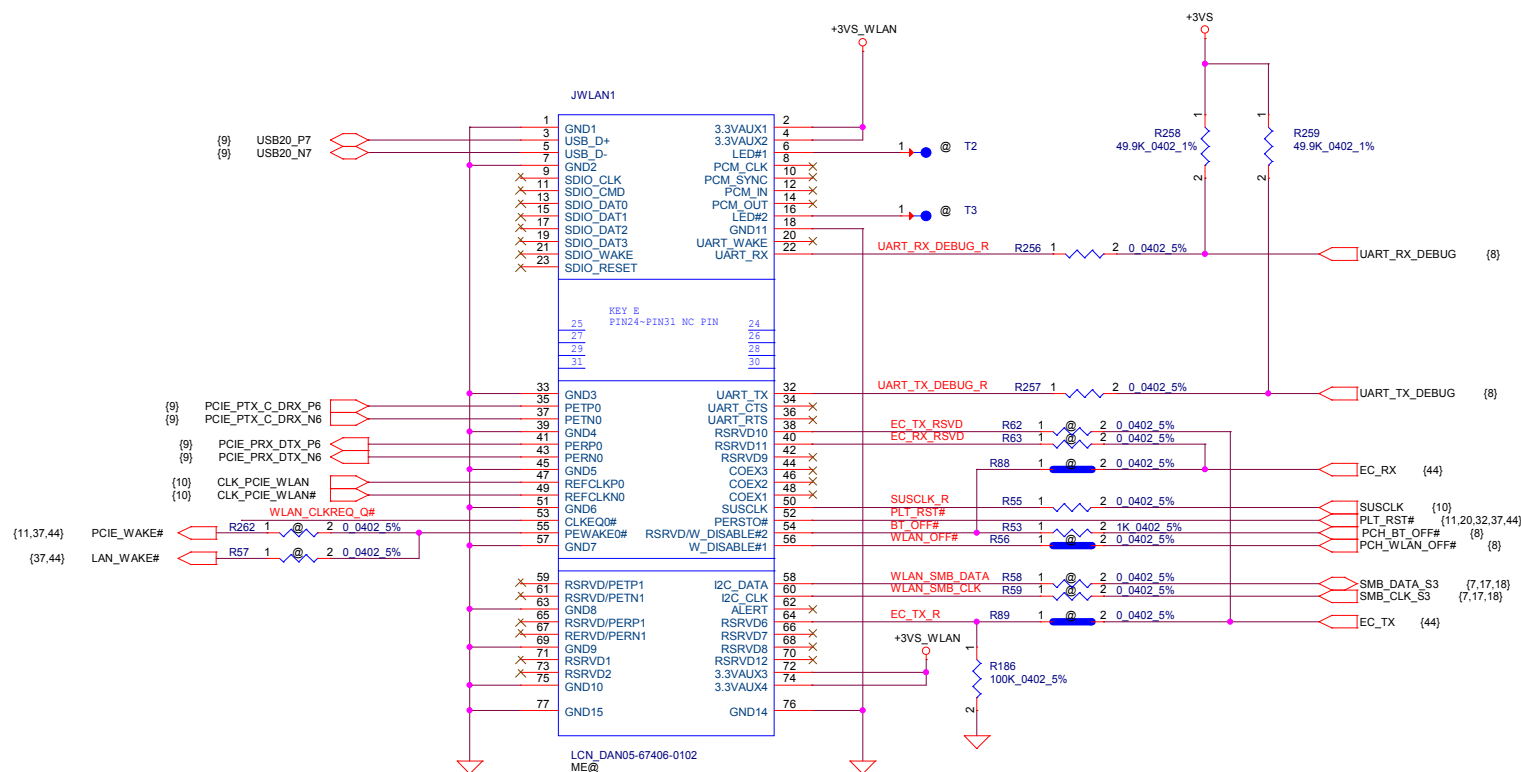 +3VS
+3VS_WLAN
JWLAN1
1 GND1 3.3VAUX1 2
{9} USB20_P7 3 USB_D+ 3.3VAUX2 4
{9} USB20_N7 5 USB_D- LED#1 6 1 @ T2
7 GND2 PCM_CLK 8
9 SDIO_CLK PCM_SYNC 10
11 SDIO_CMD PCM_IN 12
13 SDIO_DAT0 PCM_OUT 14
15 SDIO_DAT1 LED#2 16 1 @ T3
17 SDIO_DAT2 GND11 18
19 SDIO_DAT3 UART_WAKE 20
21 SDIO_WAKE UART_RX 22 UART_RX_DEBUG_R R256 1 2 0_0402_5% UART_RX_DEBUG {8}
23 SDIO_RESET
1 R258 49.9K_0402_1% 2
1 R259 49.9K_0402_1% 2
KEY E
PIN24~PIN31 NC PIN
25 24
27 26
29 28
31 30
33 GND3 UART_TX 32 UART_TX_DEBUG_R R257 1 2 0_0402_5% UART_TX_DEBUG {8}
{9} PCIE_PTX_C_DRX_P6 35 PETP0 UART_CTS 34
{9} PCIE_PTX_C_DRX_N6 37 PETN0 UART_RTS 36
39 GND4 RSRVD10 38 EC_TX_RSVD R62 1 @ 2 0_0402_5%
{9} PCIE_PRX_DTX_P6 41 PERP0 RSRVD11 40 EC_RX_RSVD R63 1 @ 2 0_0402_5%
{9} PCIE_PRX_DTX_N6 43 PERN0 RSRVD9 42
45 GND5 COEX3 44 R88 1 @ 2 0_0402_5% EC_RX {44}
{10} CLK_PCIE_WLAN 47 REFCLKP0 COEX2 46
{10} CLK_PCIE_WLAN# 49 REFCLKN0 COEX1 48
51 GND6 SUSCLK 50 SUSCLK_R R55 1 2 0_0402_5% SUSCLK {10}
WLAN_CLKREQ_Q# 53 CLKEQ0# PERSTO# 52 PLT_RST# PLT_RST# {11,20,32,37,44}
{11,37,44} PCIE_WAKE# R262 1 @ 2 0_0402_5% 55 PEWAKE0# RSRVD/W_DISABLE#2 54 BT_OFF# R53 1 2 1K_0402_5% PCH_BT_OFF# {8}
57 GND7 W_DISABLE#1 56 WLAN_OFF# R56 1 @ 2 0_0402_5% PCH_WLAN_OFF# {8}
{37,44} LAN_WAKE# R57 1 @ 2 0_0402_5%
59 RSRVD/PETP1 I2C_DATA 58 WLAN_SMB_DATA R58 1 @ 2 0_0402_5% SMB_DATA_S3 {7,17,18}
61 RSRVD/PETN1 I2C_CLK 60 WLAN_SMB_CLK R59 1 @ 2 0_0402_5% SMB_CLK_S3 {7,17,18}
63 GND8 ALERT 62
65 RSRVD/PERP1 RSRVD6 64 EC_TX_R R89 1 @ 2 0_0402_5% EC_TX {44}
67 RERVD/PERN1 RSRVD7 66
69 GND9 RSRVD8 68 +3VS_WLAN
71 RSRVD1 RSRVD12 70
73 RSRVD2 3.3VAUX3 72
75 GND10 3.3VAUX4 74
1 R186 100K_0402_5% 2
77 GND15 GND14 76
LCN_DAN05-67406-0102
ME@